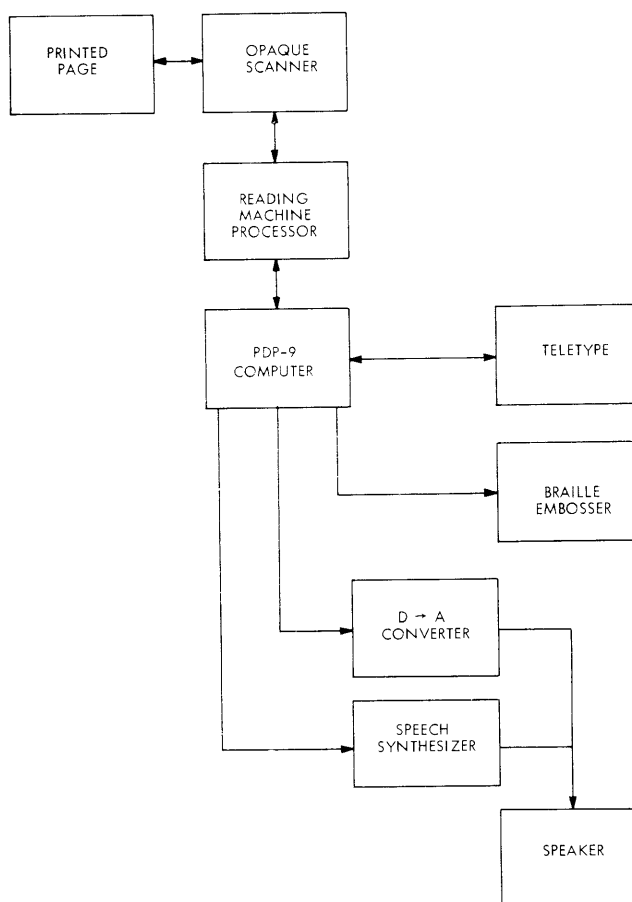 PRINTED
PAGE
OPAQUE
SCANNER
READING
MACHINE
PROCESSOR
PDP-9
COMPUTER
TELETYPE
BRAILLE
EMBOSSER
D → A
CONVERTER
SPEECH
SYNTHESIZER
SPEAKER